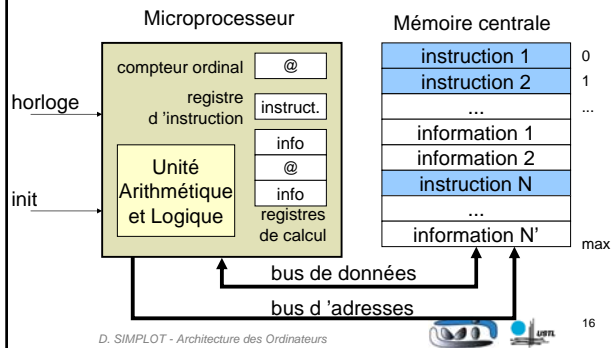 Microprocesseur
Mémoire centrale
compteur ordinal
@
registre
d 'instruction
instruct.
info
@
info
registres
de calcul
Unité
Arithmétique
et Logique
horloge
init
instruction 1
0
instruction 2
1
...
...
information 1
information 2
instruction N
...
information N'
max
bus de données
bus d 'adresses
D. SIMPLOT - Architecture des Ordinateurs
USTL
16